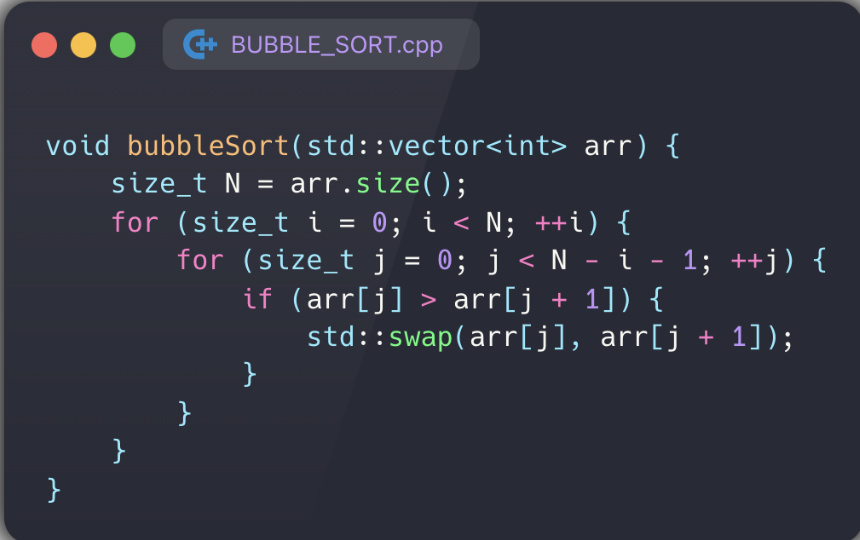 BUBBLE_SORT.cpp
void bubbleSort(std::vector<int> arr) {
    size_t N = arr.size();
    for (size_t i = 0; i < N; ++i) {
        for (size_t j = 0; j < N - i - 1; ++j) {
            if (arr[j] > arr[j + 1]) {
                std::swap(arr[j], arr[j + 1]);
            }
        }
    }
}